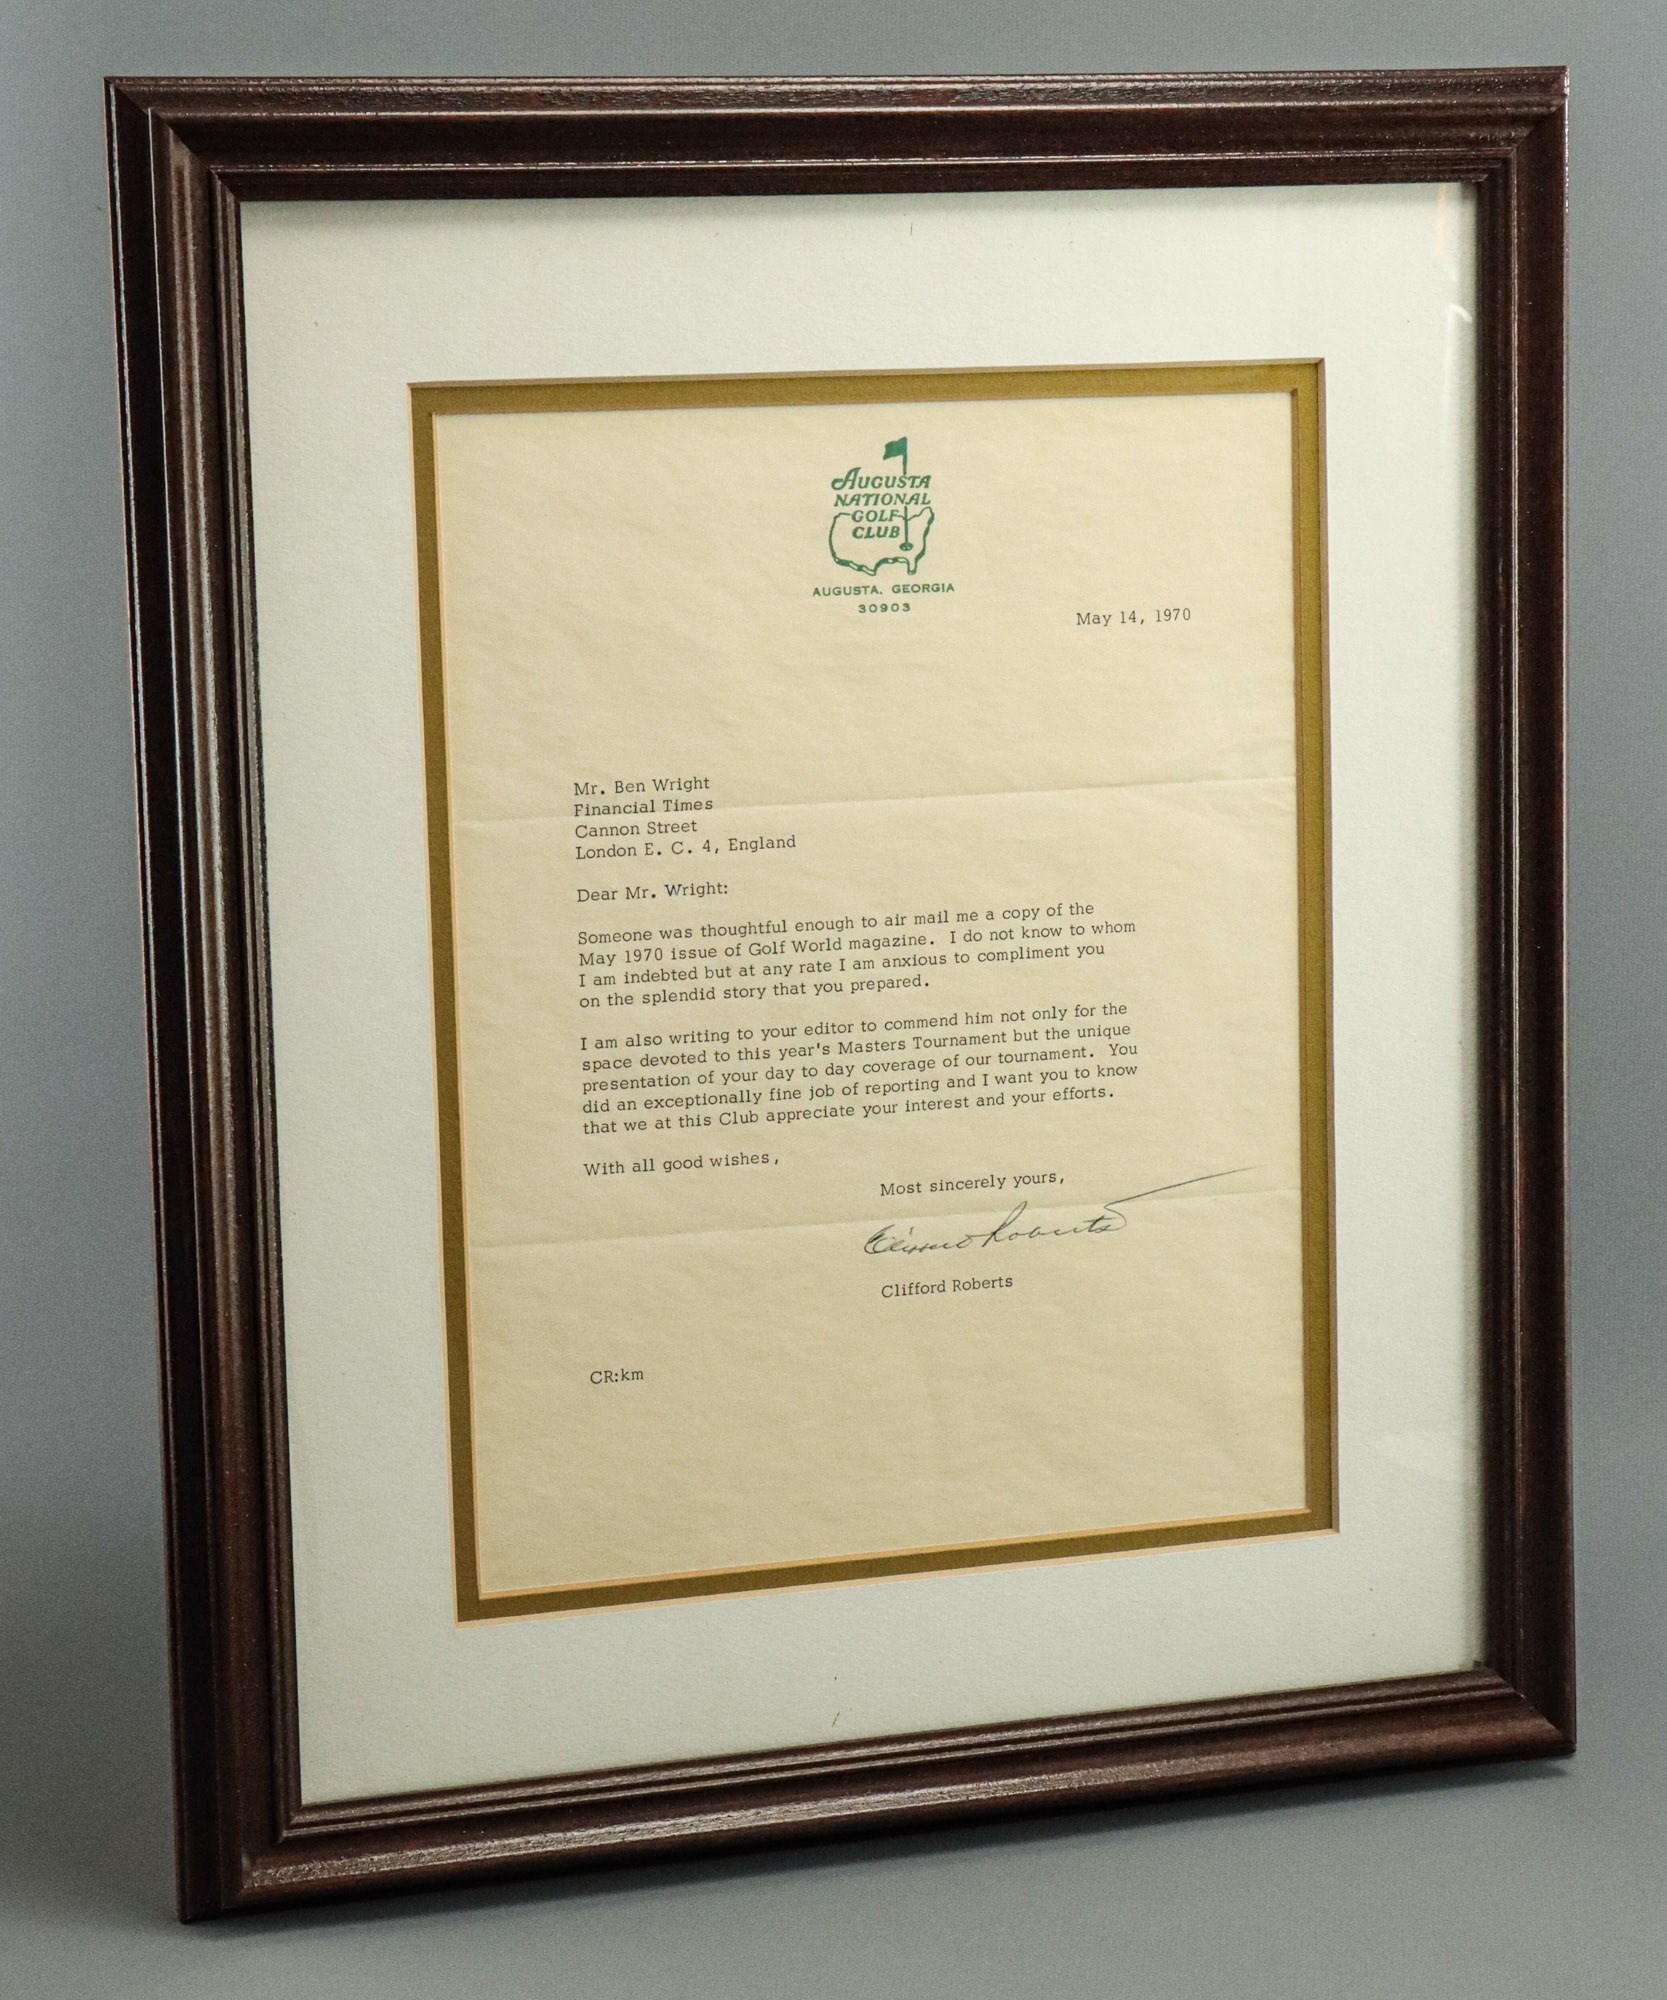 AUGUSTA
NATIONAL
GOLF
CLUB
AUGUSTA, GEORGIA
30903
May 14, 1970
Mr. Ben Wright
Financial Times
Cannon Street
London E. C. 4, England
Dear Mr. Wright:
Someone was thoughtful enough to air mail me a copy of the
May 1970 issue of Golf World magazine. I do not know to whom
I am indebted but at any rate I am anxious to compliment you
on the splendid story that you prepared.
I am also writing to your editor to commend him not only for the
space devoted to this year's Masters Tournament but the unique
presentation of your day to day coverage of our tournament. You
did an exceptionally fine job of reporting and I want you to know
that we at this Club appreciate your interest and your efforts.
With all good wishes,
Most sincerely yours,
Clifford Roberts
Clifford Roberts
CR:km